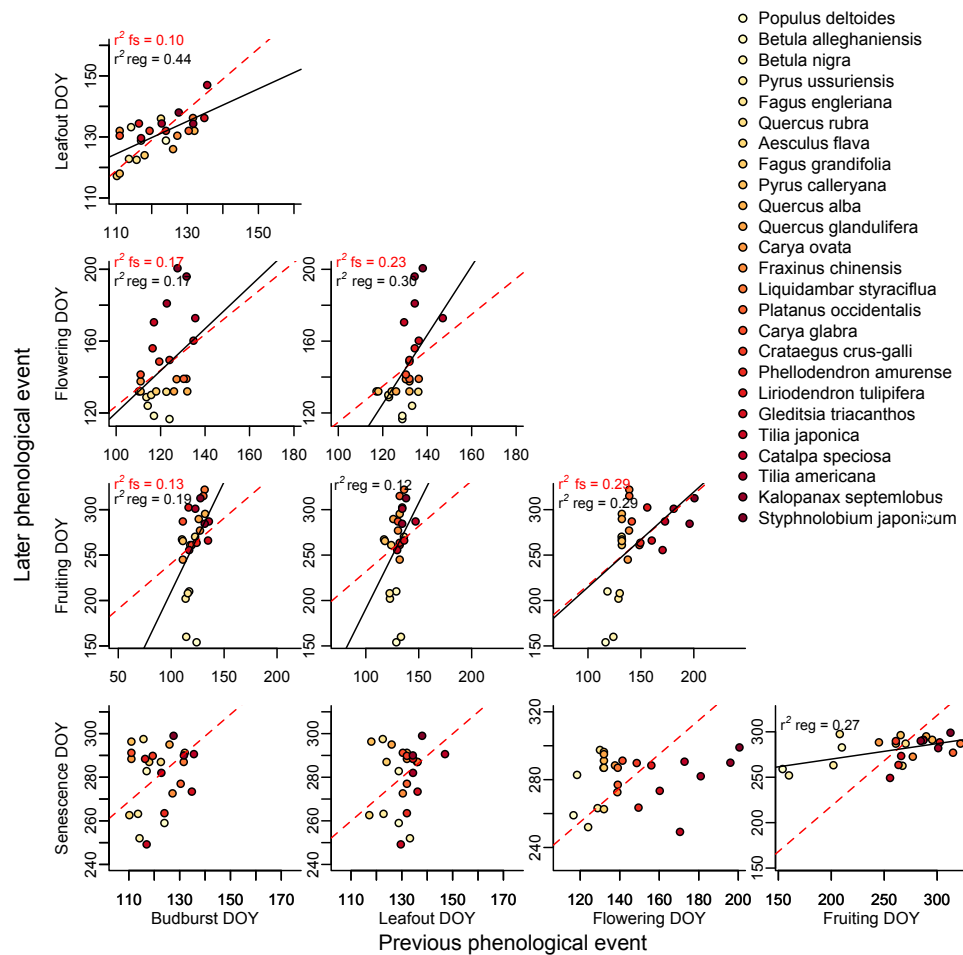 r² fs = 0.10
r² reg = 0.44
Leafout DOY
110
130
150
110
130
150
Populus deltoides
Betula alleghaniensis
Betula nigra
Pyrus ussuriensis
Fagus engleriana
Quercus rubra
Aesculus flava
Fagus grandifolia
Pyrus calleryana
Quercus alba
Quercus glandulifera
Carya ovata
Fraxinus chinensis
Liquidambar styraciflua
Platanus occidentalis
Carya glabra
Crataegus crus-galli
Phellodendron amurense
Liriodendron tulipifera
Gleditsia triacanthos
Tilia japonica
Catalpa speciosa
Tilia americana
Kalopanax septemlobus
Styphnolobium japonicum
r² fs = 0.17
r² reg = 0.17
Flowering DOY
120
160
200
100 120 140 160 180
r² fs = 0.23
r² reg = 0.30
120
160
200
100 120 140 160 180
Later phenological event
r² fs = 0.13
r² reg = 0.19
Fruiting DOY
150
200
250
300
50 100 150 200
r² reg = 0.12
150
200
250
300
100 150 200
r² fs = 0.29
r² reg = 0.29
150
200
250
300
100 150 200
Senescence DOY
240
260
280
300
110 130 150 170
Budburst DOY
240
260
280
300
110 130 150 170
Leafout DOY
240
280
320
120 140 160 180 200
Flowering DOY
r² reg = 0.27
150
200
250
300
150 200 250 300
Fruiting DOY
Previous phenological event